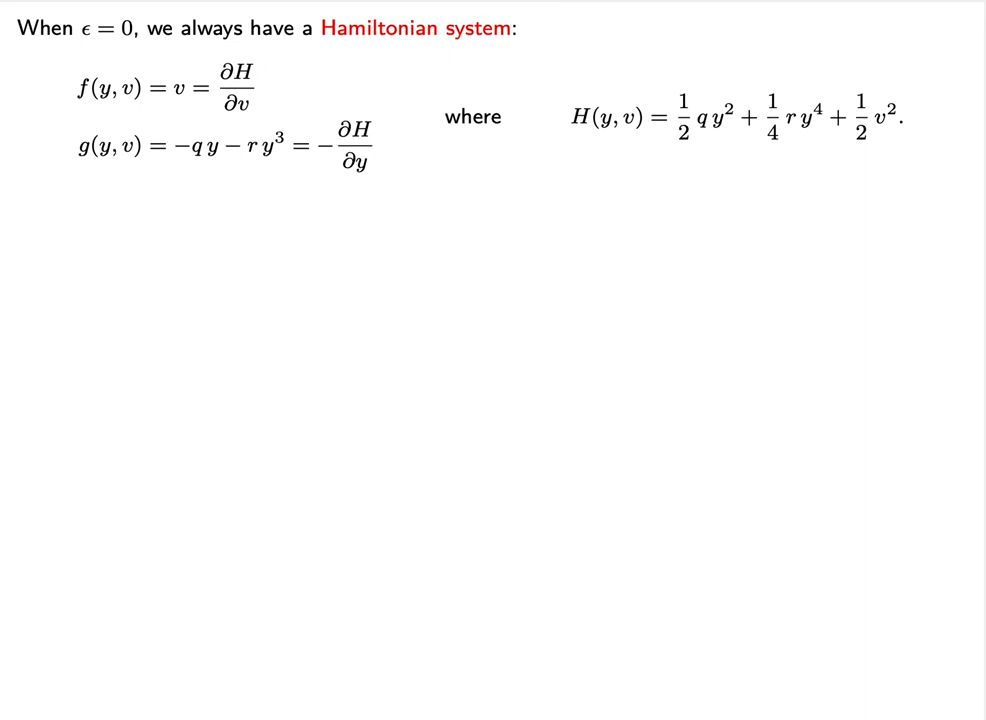 When ϵ = 0, we always have a Hamiltonian system:
f(y, v) = v = ∂H/∂v
g(y, v) = −q y − r y³ = −∂H/∂y
where
H(y, v) = 1/2 q y² + 1/4 r y⁴ + 1/2 v².